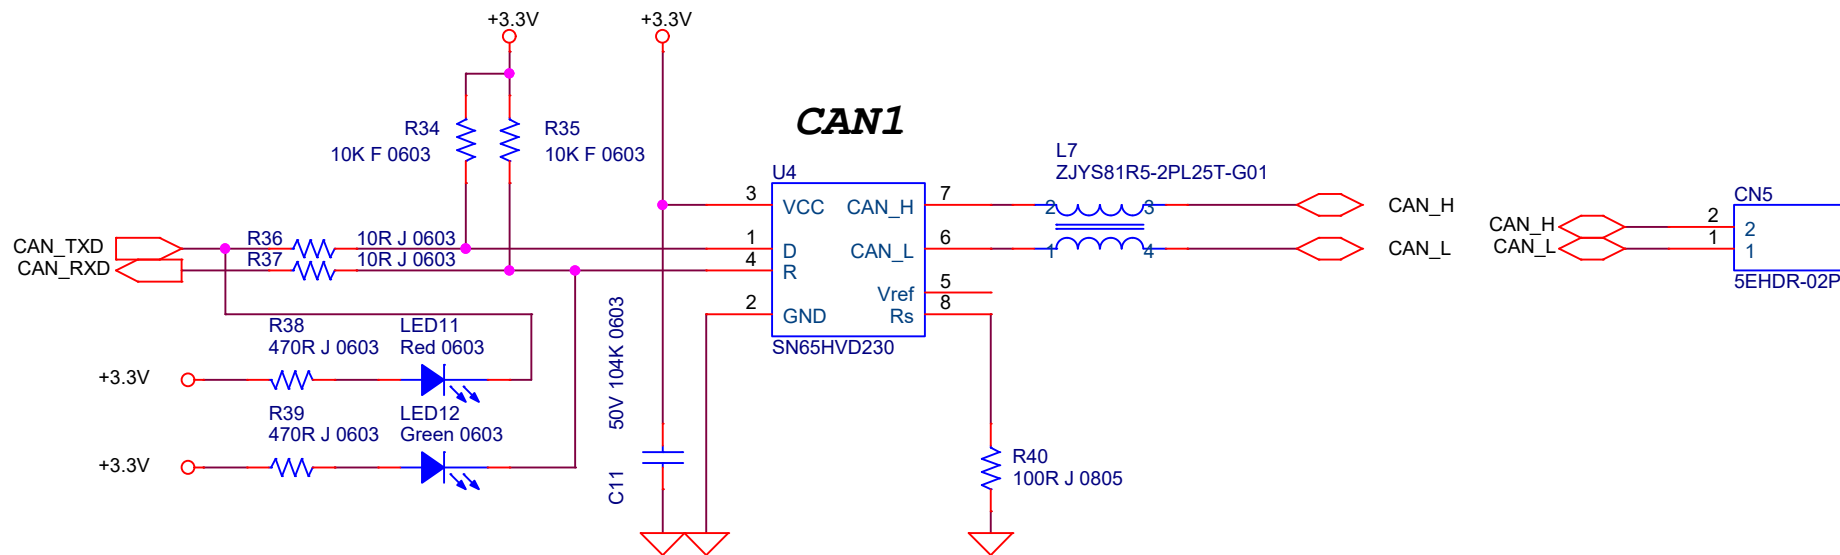 +3.3V
+3.3V
CAN1
R34
10K F 0603
R35
10K F 0603
L7
ZJYS81R5-2PL25T-G01
U4
3
VCC
CAN_H
7
2
3
CAN_H
1
D
CAN_L
6
1
4
CAN_L
4
R
Vref
5
2
GND
Rs
8
SN65HVD230
CAN_TXD
CAN_RXD
R36
10R J 0603
R37
10R J 0603
CN5
CAN_H
2
2
CAN_L
1
1
5EHDR-02P
R38
470R J 0603
LED11
Red 0603
+3.3V
R39
470R J 0603
LED12
Green 0603
+3.3V
50V 104K 0603
C11
R40
100R J 0805